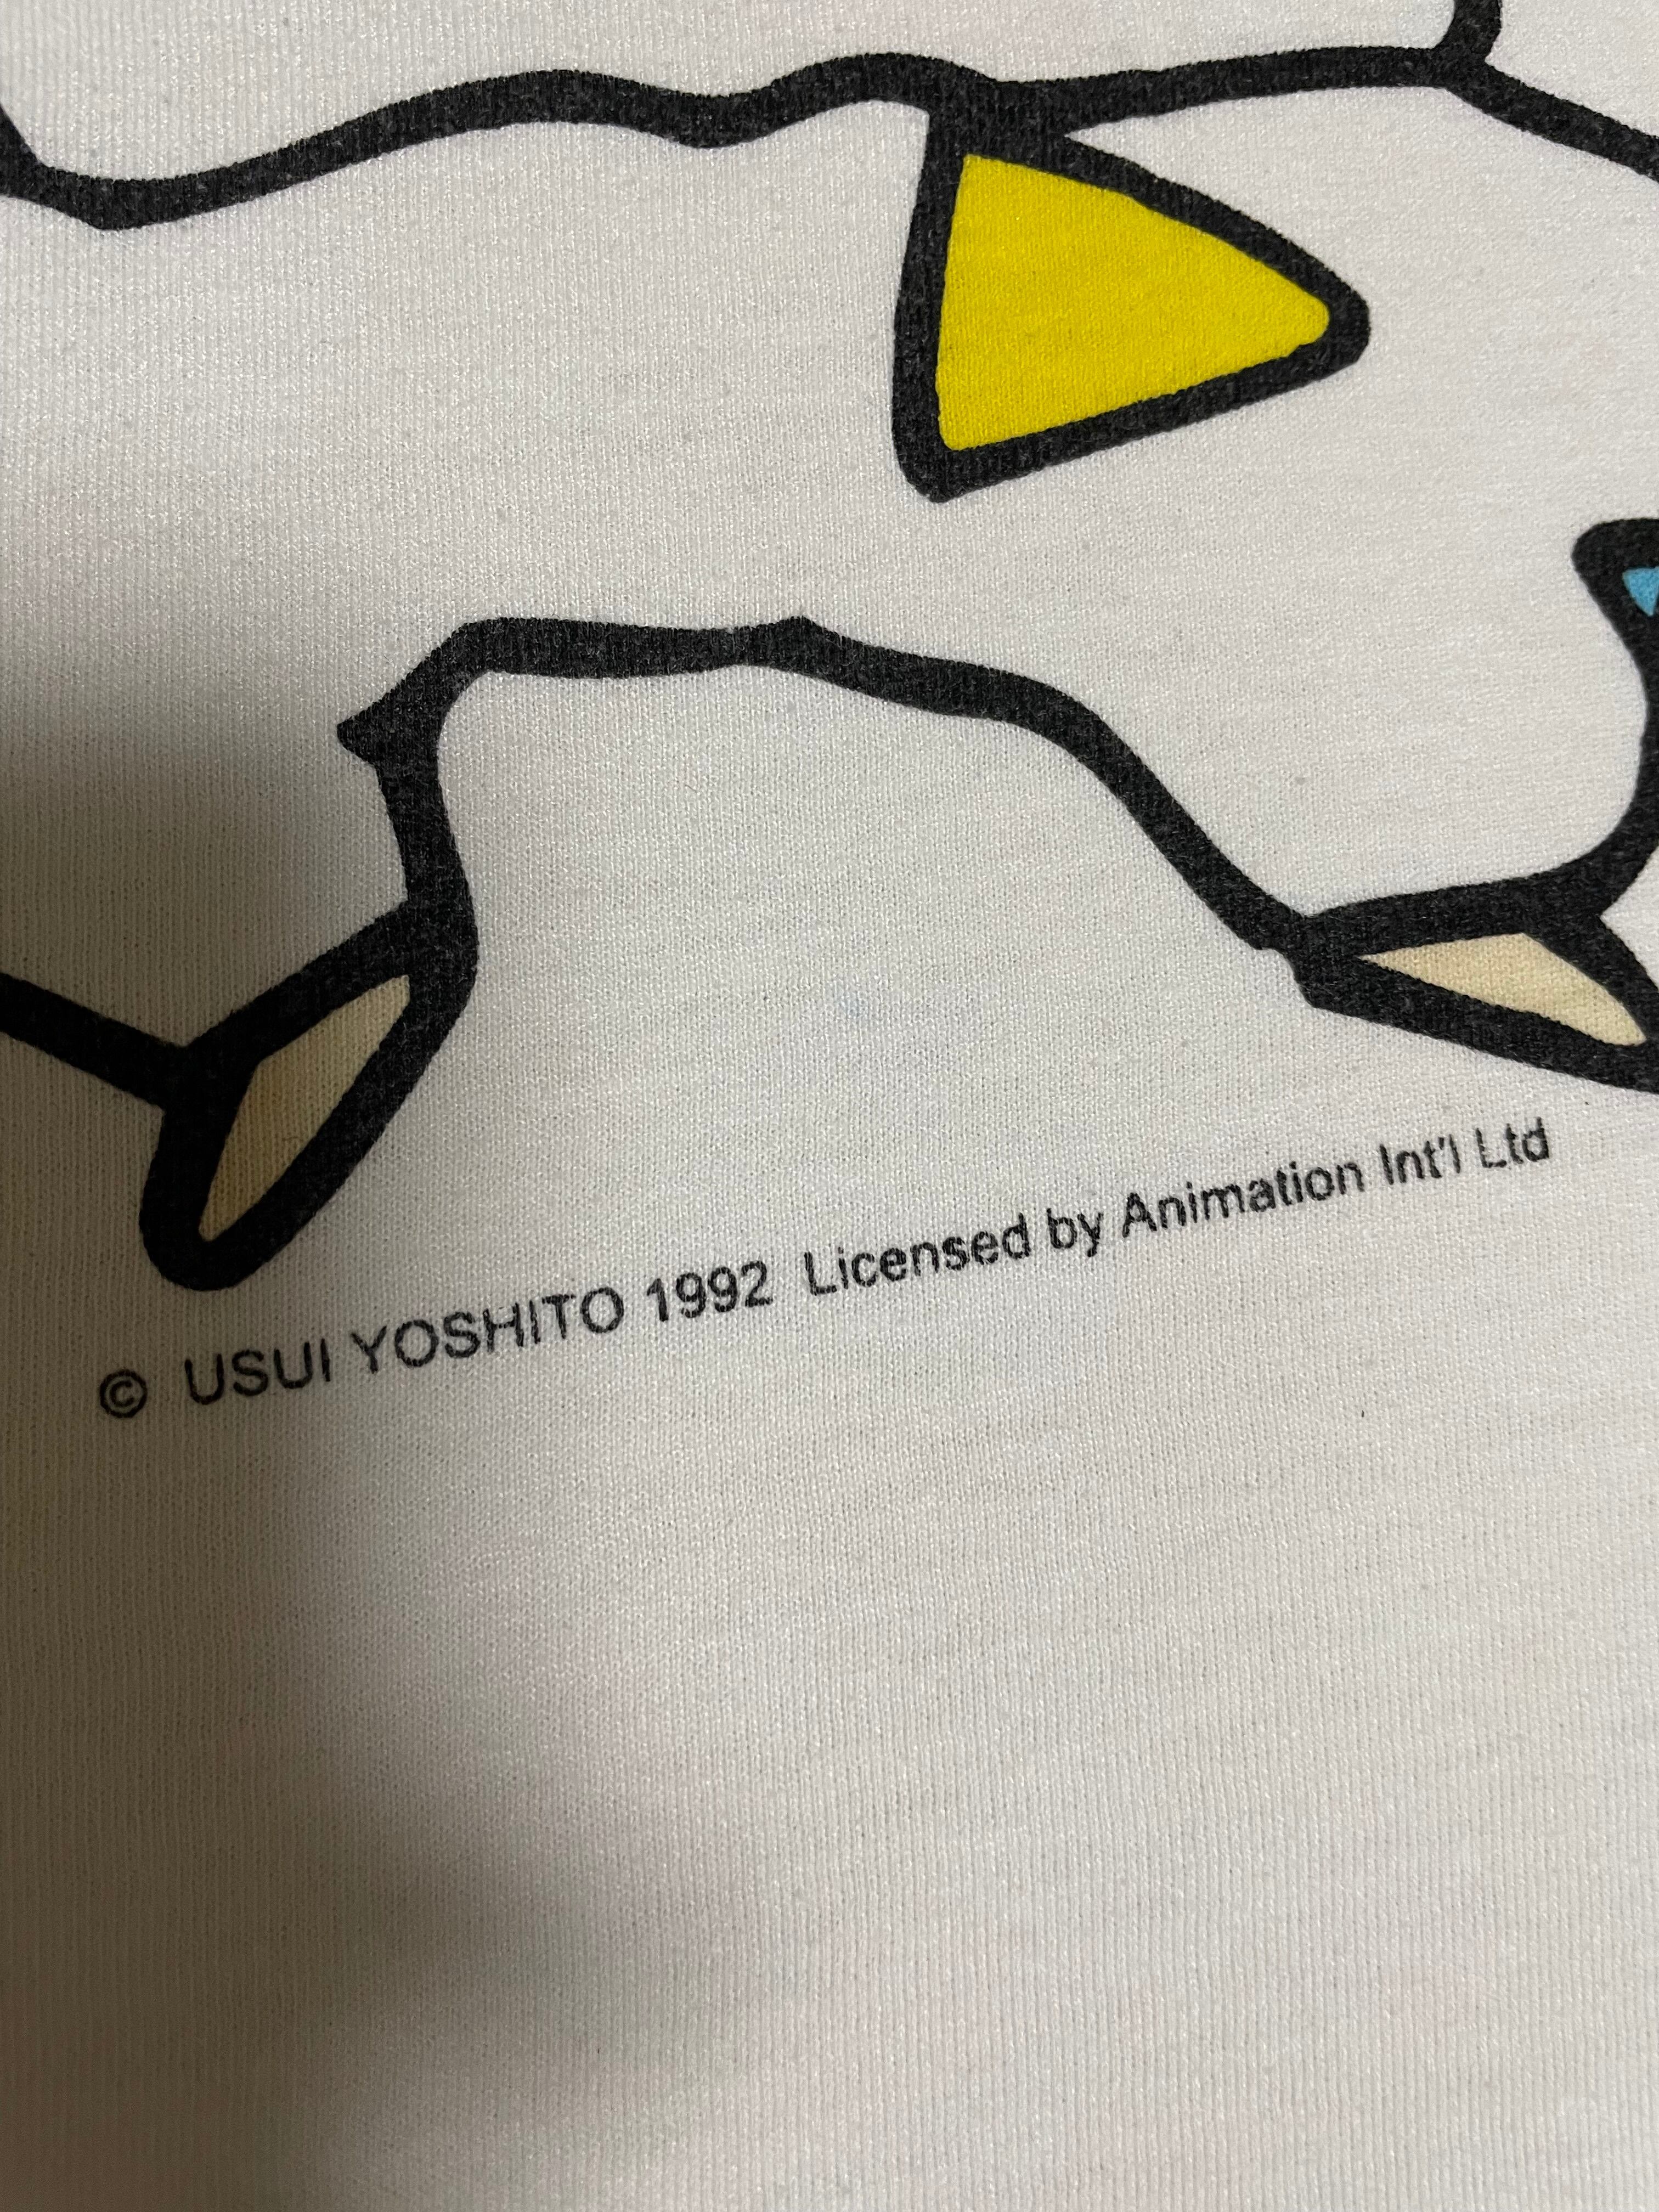 © USUI YOSHITO 1992 Licensed by Animation Int'l Ltd